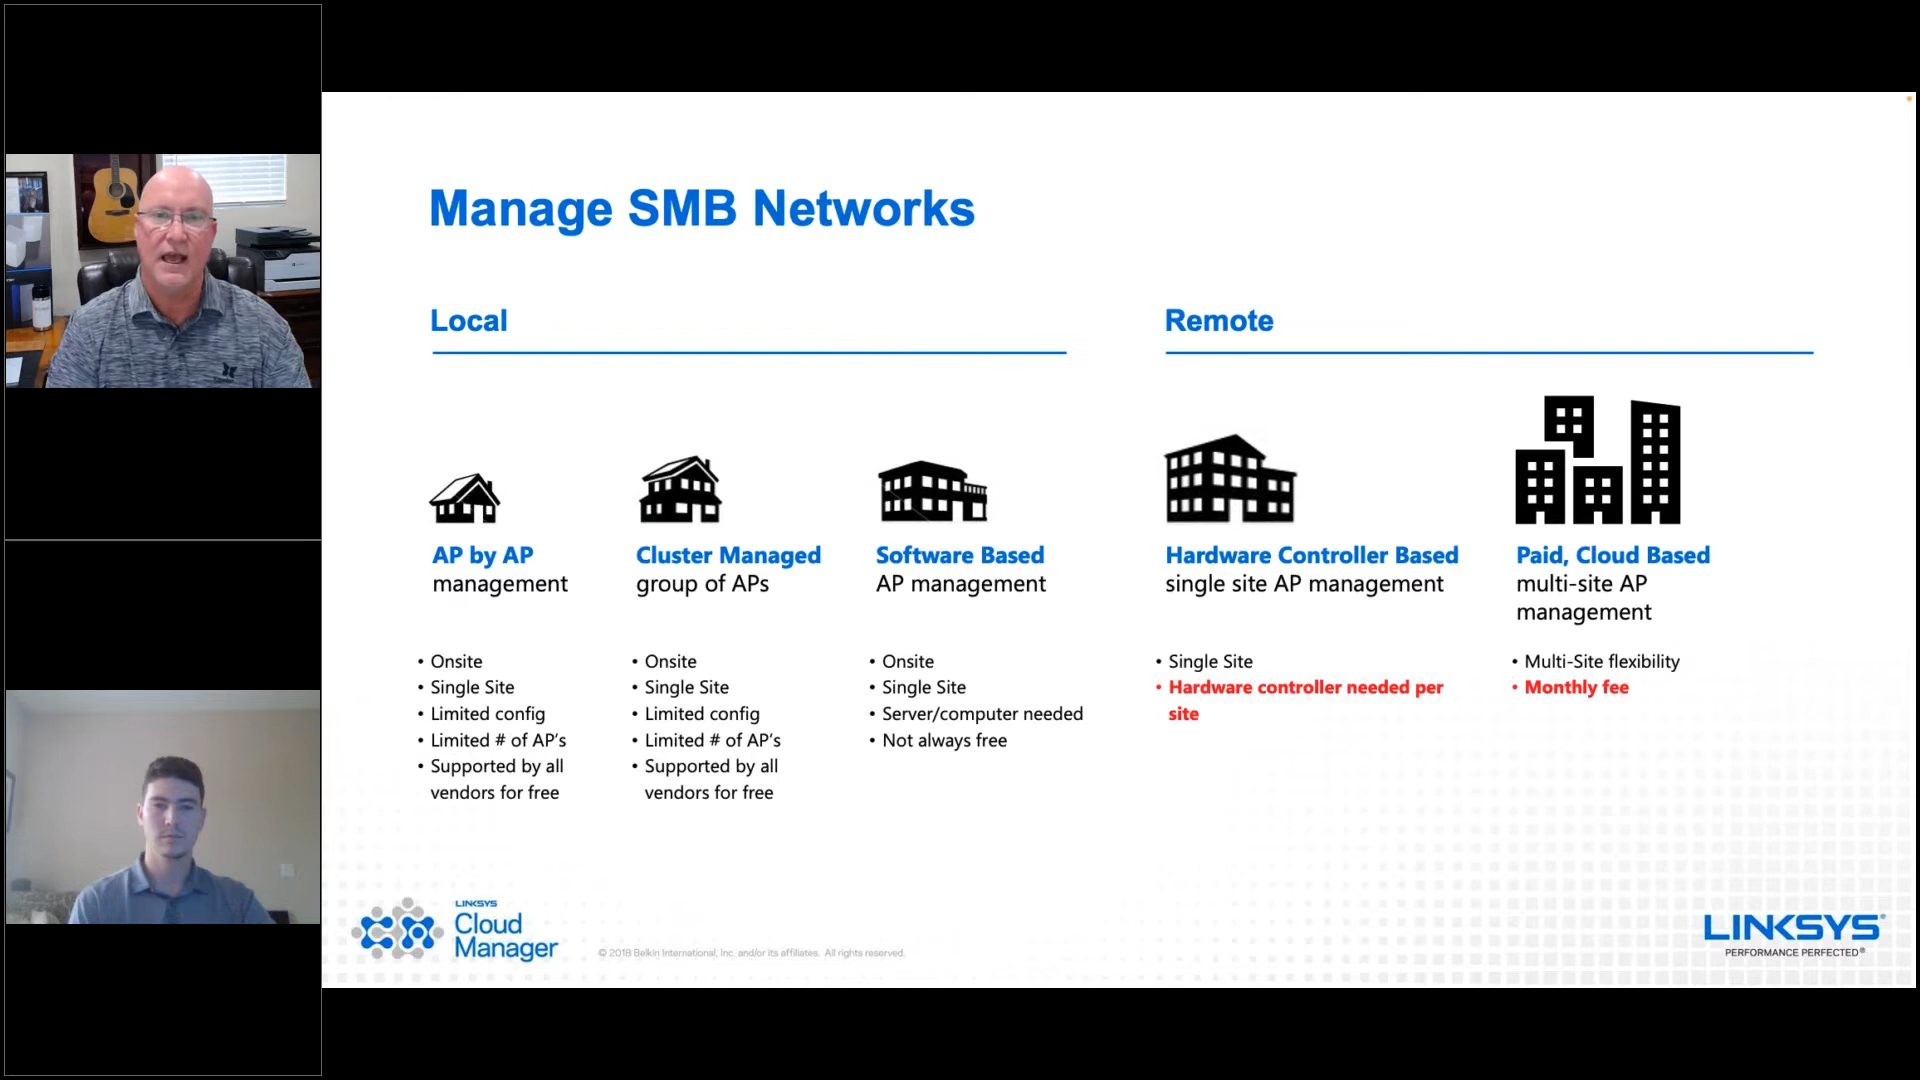 Manage SMB Networks
Local
Remote
AP by AP
management
• Onsite
• Single Site
• Limited config
• Limited # of AP's
• Supported by all
vendors for free
Cluster Managed
group of APs
• Onsite
• Single Site
• Limited config
• Limited # of AP's
• Supported by all
vendors for free
Software Based
AP management
• Onsite
• Single Site
• Server/computer needed
• Not always free
Hardware Controller Based
single site AP management
• Single Site
• Hardware controller needed per
site
Paid, Cloud Based
multi-site AP
management
• Multi-Site flexibility
• Monthly fee
LINKSYS
Cloud
Manager
© 2018 Belkin International, Inc. and/or its affiliates. All rights reserved.
LINKSYS®
PERFORMANCE PERFECTED®